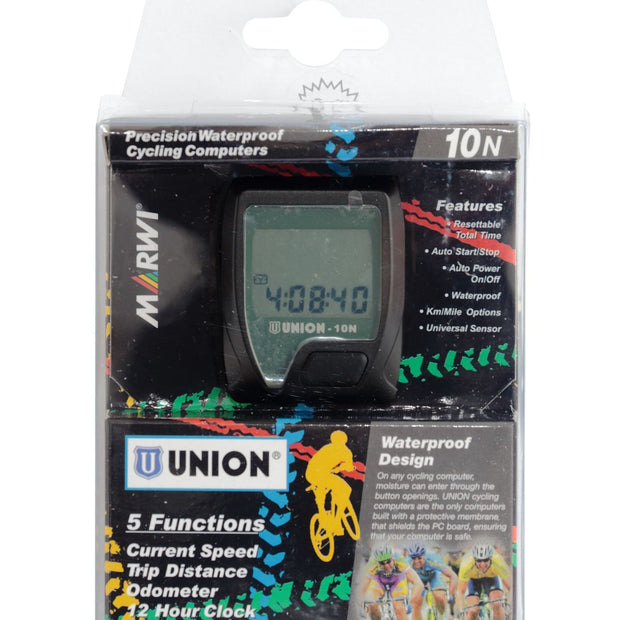 Precision Waterproof
Cycling Computers
10N
MARWI®
Features
• Resettable
Total Time
• Auto Start/Stop
• Auto Power
On/Off
• Waterproof
• Km/Mile Options
• Universal Sensor
4:08:40
U UNION - 10N
U UNION®
5 Functions
Current Speed
Trip Distance
Odometer
12 Hour Clock
Waterproof
Design
On any cycling computer,
moisture can enter through the
button openings. UNION cycling
computers are the only computers
built with a protective membrane,
that shields the PC board, ensuring
that your computer is safe.